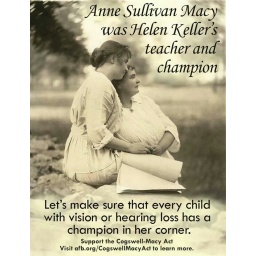 Anne Sullivan Macy
was Helen Keller's
teacher and
champion
Let's make sure that every child
with vision or hearing loss has a
champion in her corner.
Support the Cogswell-Macy Act
Visit afb.org/CogswellMacyAct to learn more.